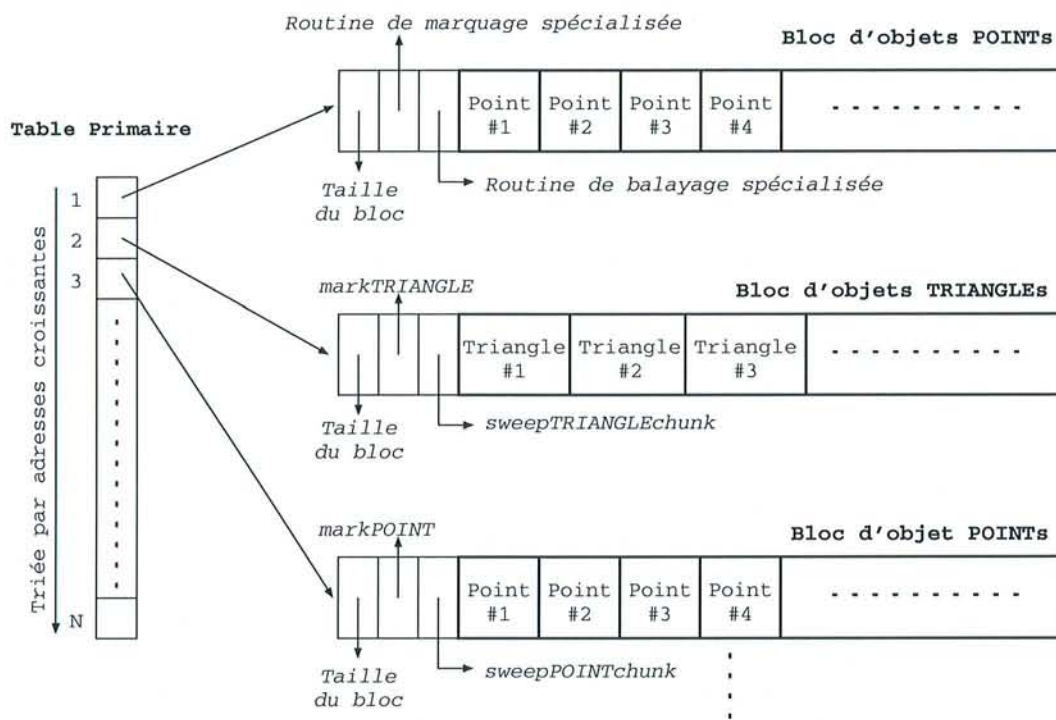 Routine de marquage spécialisée
Bloc d'objets POINTs
Point #1
Point #2
Point #3
Point #4
Table Primaire
Taille du bloc
Routine de balayage spécialisée
Triée par adresses croissantes
1
2
3
N
markTRIANGLE
Bloc d'objets TRIANGLEs
Triangle #1
Triangle #2
Triangle #3
Taille du bloc
sweepTRIANGLEchunk
markPOINT
Bloc d'objet POINTs
Point #1
Point #2
Point #3
Point #4
Taille du bloc
sweepPOINTchunk